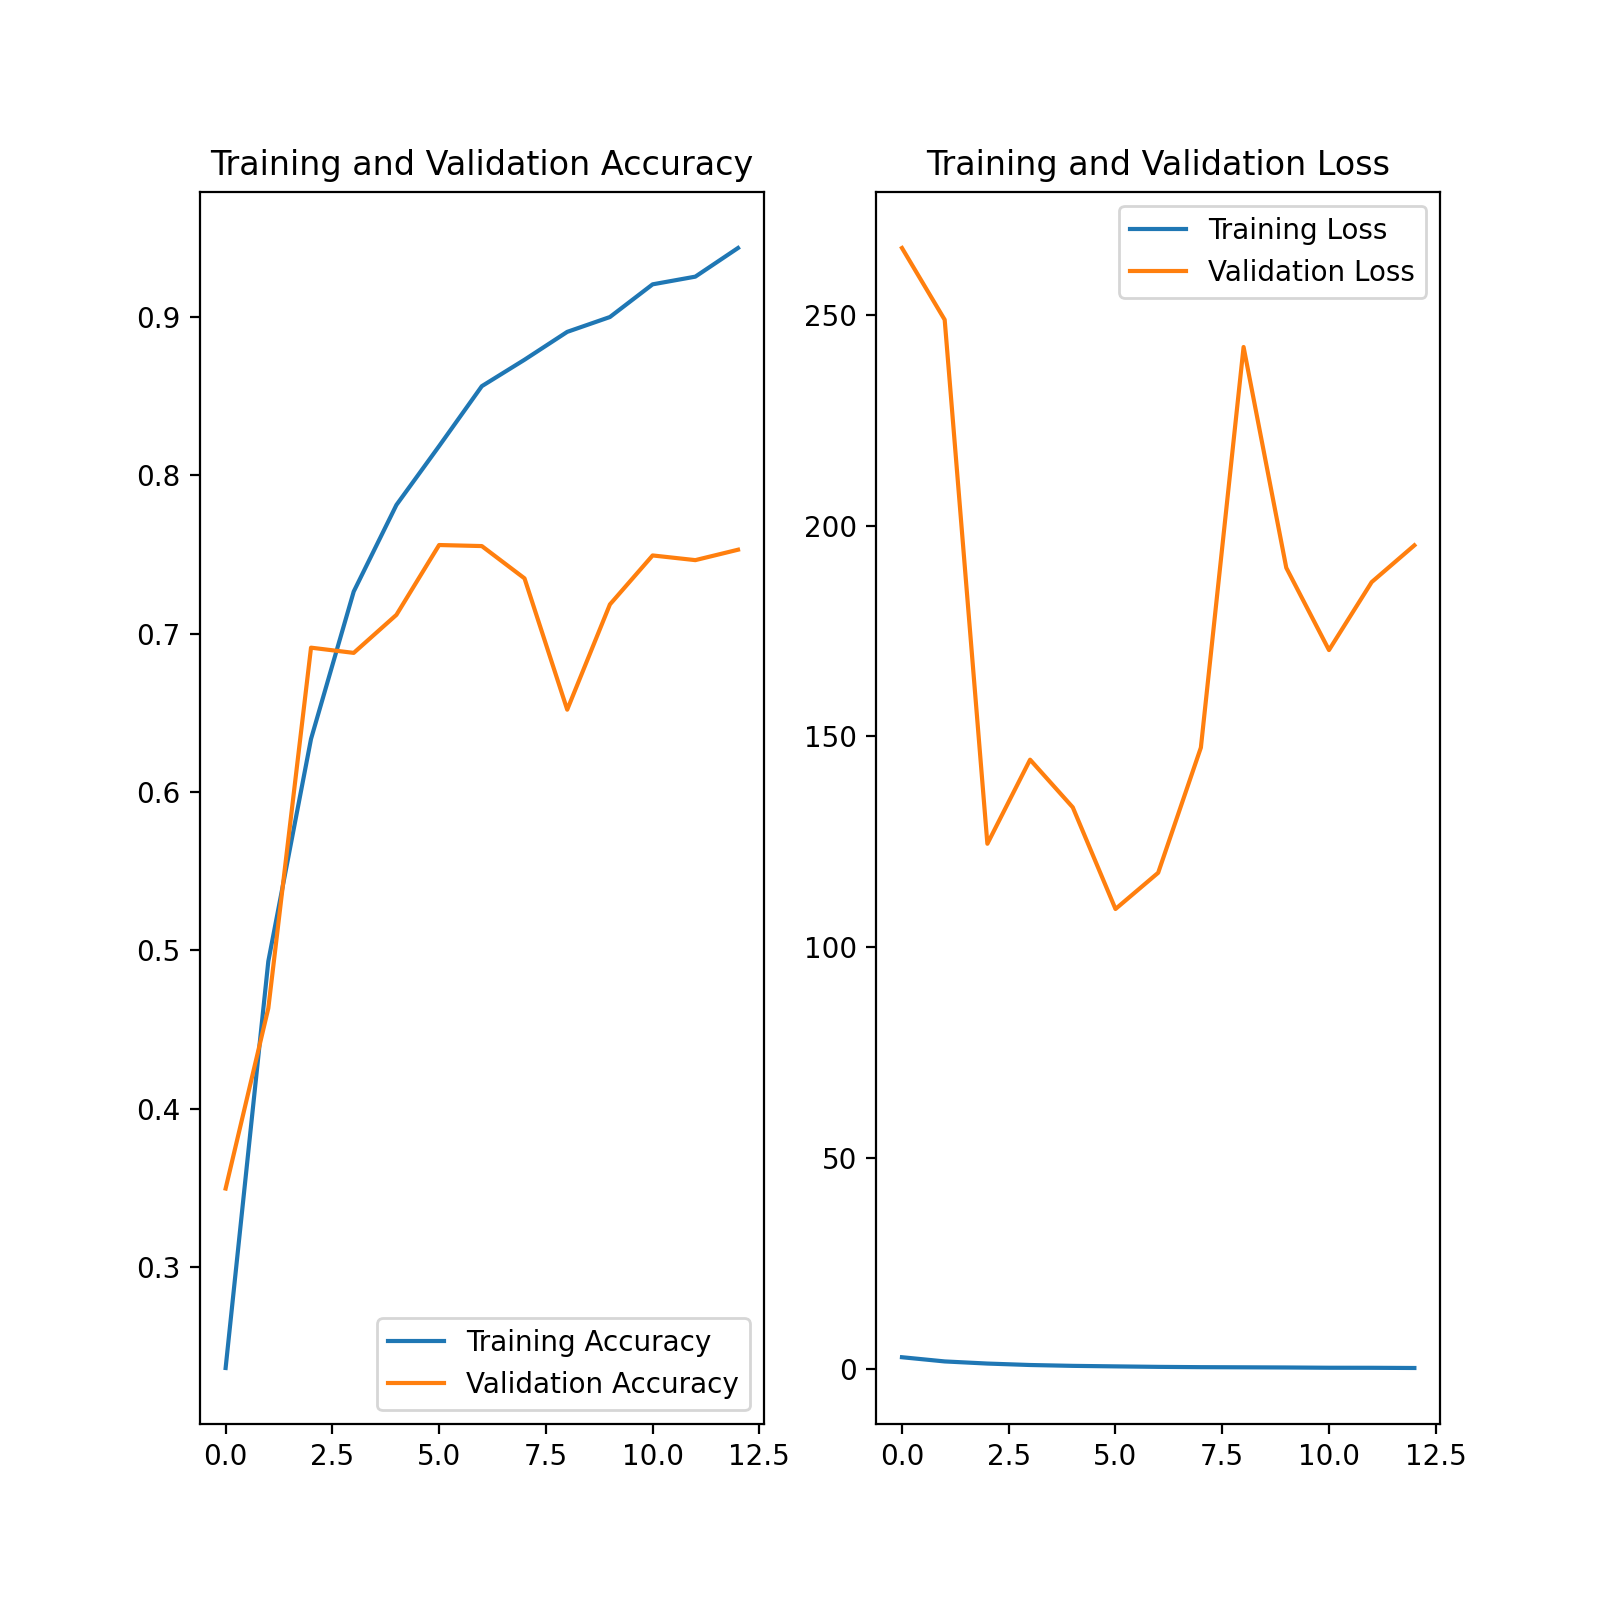 Training and Validation Accuracy
0.9
0.8
0.7
0.6
0.5
0.4
0.3
Training Accuracy
Validation Accuracy
0.0 2.5 5.0 7.5 10.0 12.5
Training and Validation Loss
Training Loss
Validation Loss
250
200
150
100
50
0
0.0 2.5 5.0 7.5 10.0 12.5